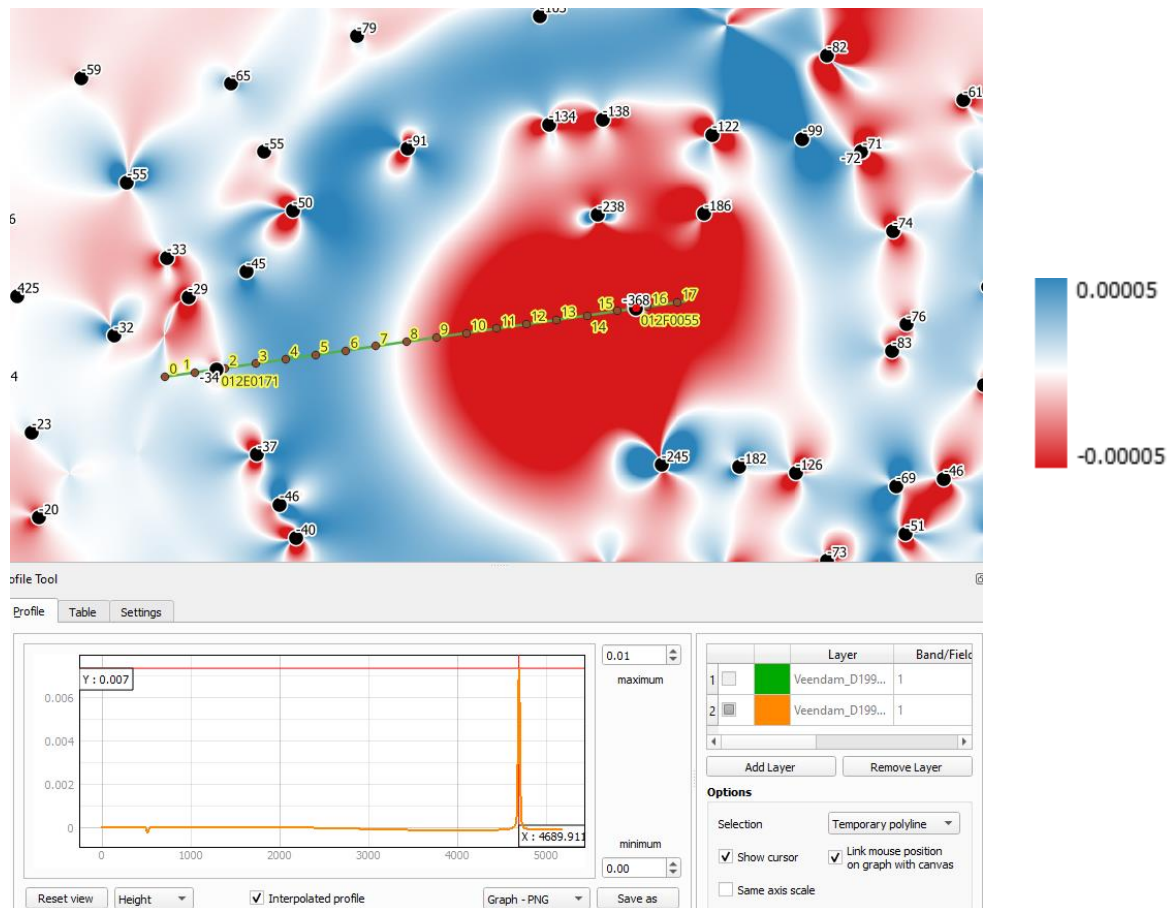 -103
-79
-82
-59
-65
-61
-134
-138
-122
-99
-91
-71
-55
-72
-55
-50
-186
-238
6
-74
-33
-45
425
-29
-368
16
17
15
-76
-32
13
14
012F0055
12
11
10
9
-83
8
7
6
5
4
3
2
0
1
4
-34
012E0171
-23
-37
-245
-182
-126
-69
-46
-46
-20
-40
-51
-73
0.00005
-0.00005
ofile Tool
Profile
Table
Settings
Y : 0.007
0.006
0.004
0.002
0
X : 4689.911
0
1000
2000
3000
4000
5000
0.01
maximum
minimum
0.00
Reset view
Height
Interpolated profile
Graph - PNG
Save as
Layer
Band/Field
1
Veendam_D199...
1
2
Veendam_D199...
1
Add Layer
Remove Layer
Options
Selection
Temporary polyline
Show cursor
Link mouse position
on graph with canvas
Same axis scale